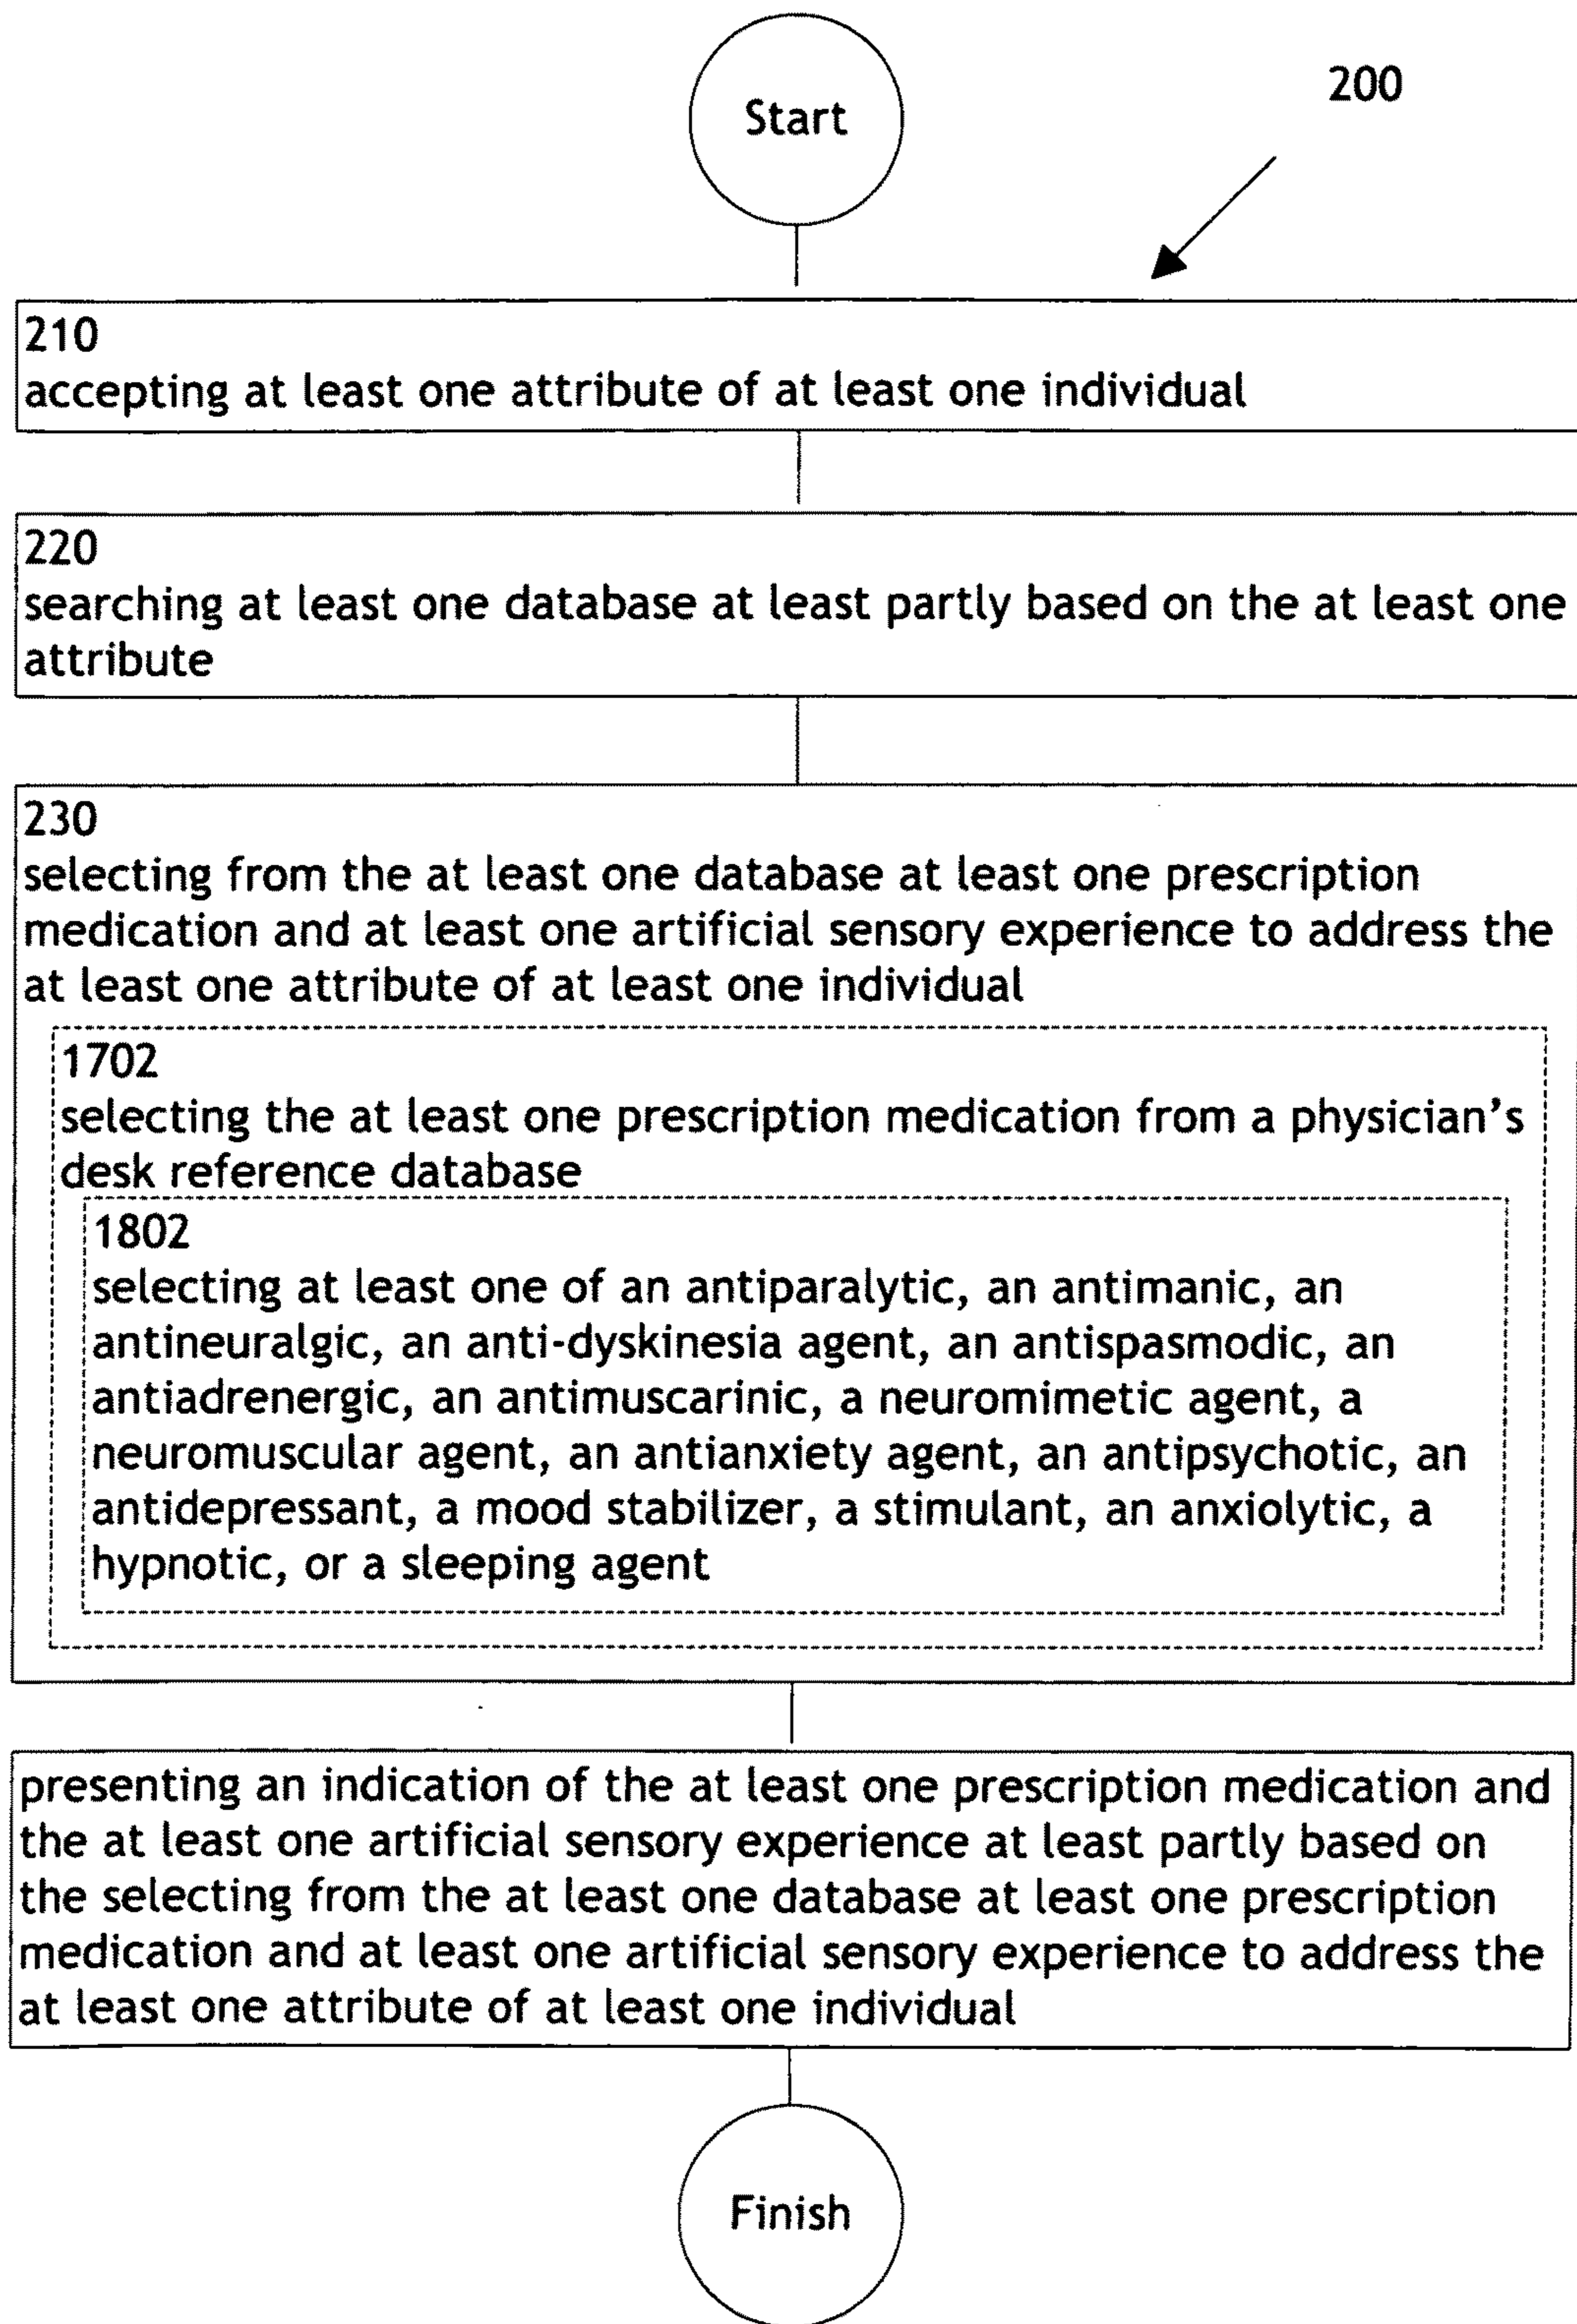 Start
200
210
accepting at least one attribute of at least one individual
220
searching at least one database at least partly based on the at least one
attribute
230
selecting from the at least one database at least one prescription
medication and at least one artificial sensory experience to address the
at least one attribute of at least one individual
1702
selecting the at least one prescription medication from a physician's
desk reference database
1802
selecting at least one of an antiparalytic, an antimanic, an
antineuralgic, an anti-dyskinesia agent, an antispasmodic, an
antiadrenergic, an antimuscarinic, a neuromimetic agent, a
neuromuscular agent, an antianxiety agent, an antipsychotic, an
antidepressant, a mood stabilizer, a stimulant, an anxiolytic, a
hypnotic, or a sleeping agent
presenting an indication of the at least one prescription medication and
the at least one artificial sensory experience at least partly based on
the selecting from the at least one database at least one prescription
medication and at least one artificial sensory experience to address the
at least one attribute of at least one individual
Finish